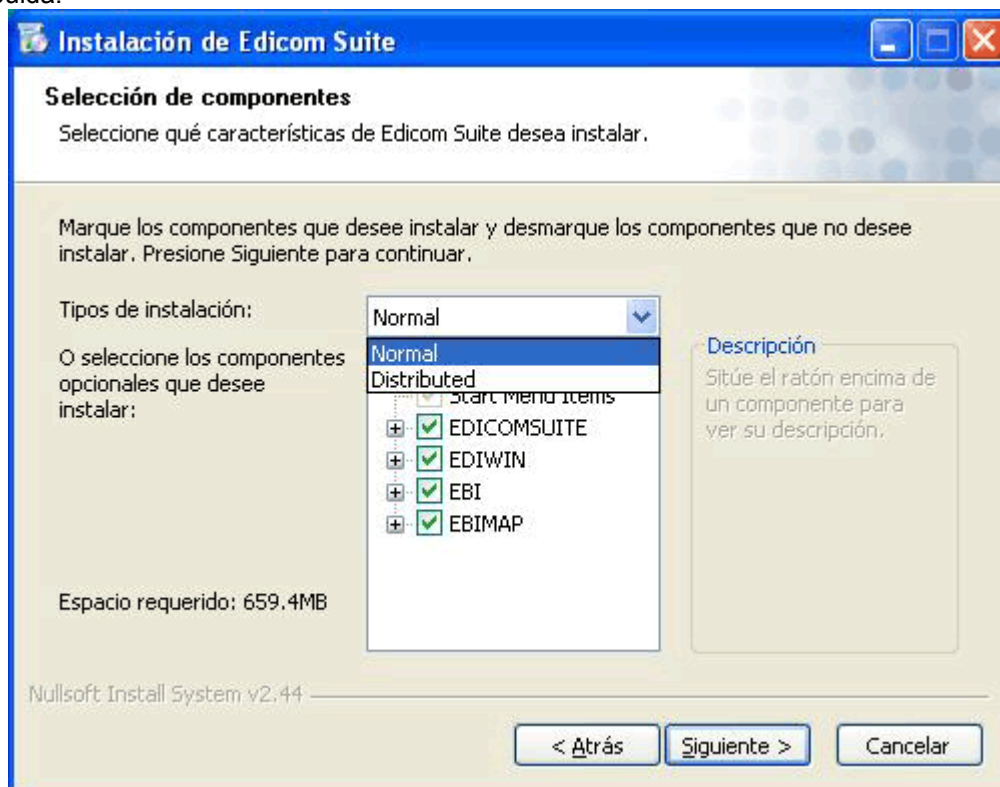 Instalación de Edicom Suite
Selección de componentes
Seleccione qué características de Edicom Suite desea instalar.
Marque los componentes que desee instalar y desmarque los componentes que no desee
instalar. Presione Siguiente para continuar.
Tipos de instalación:
Normal
Normal
Distributed
O seleccione los componentes
opcionales que desee
instalar:
Start Menu Items
EDICOMSUITE
EDIWIN
EBI
EBIMAP
Descripción
Sitúe el ratón encima de
un componente para
ver su descripción.
Espacio requerido: 659.4MB
Nullsoft Install System v2.44
< Atrás
Siguiente >
Cancelar